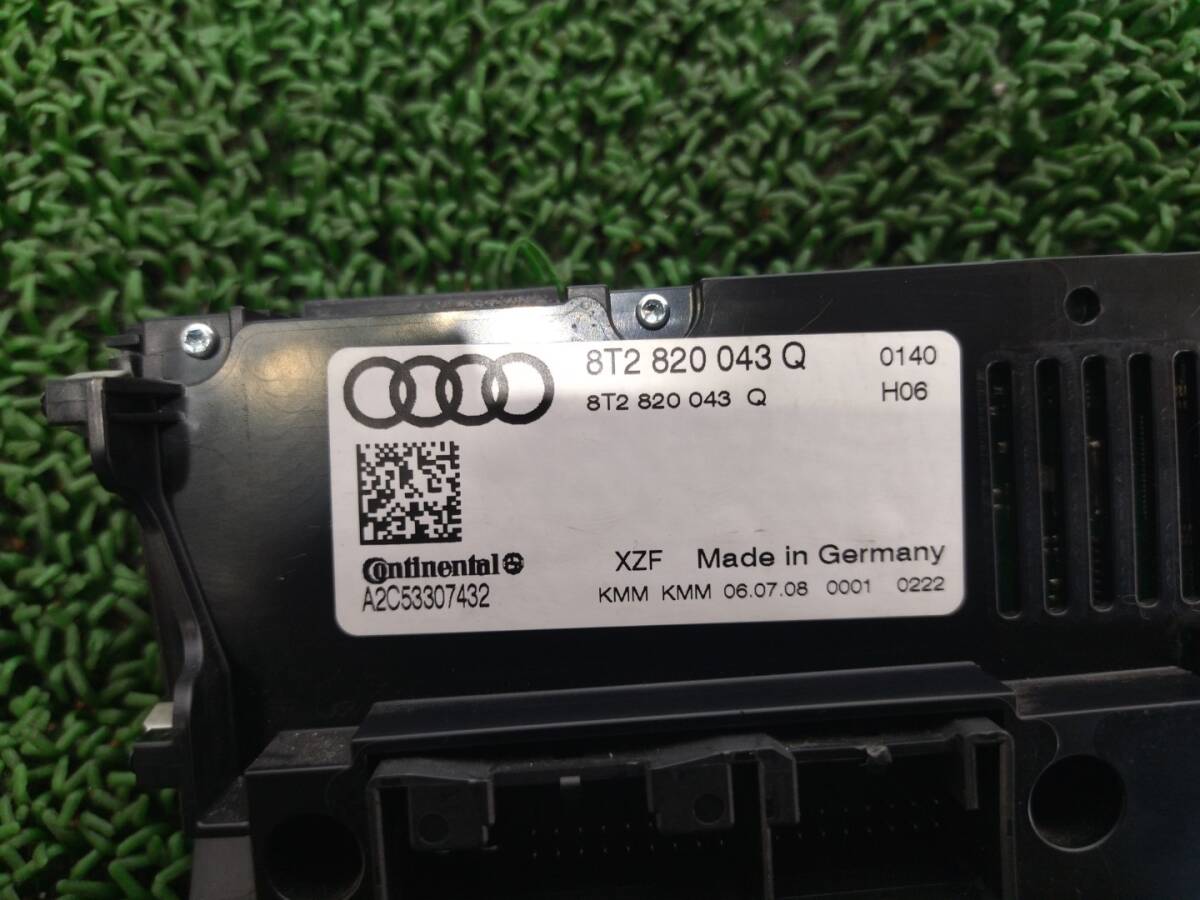 8T2 820 043 Q 0140
8T2 820 043 Q H06
Continental
A2C53307432
XZF Made in Germany
KMM KMM 06.07.08 0001 0222